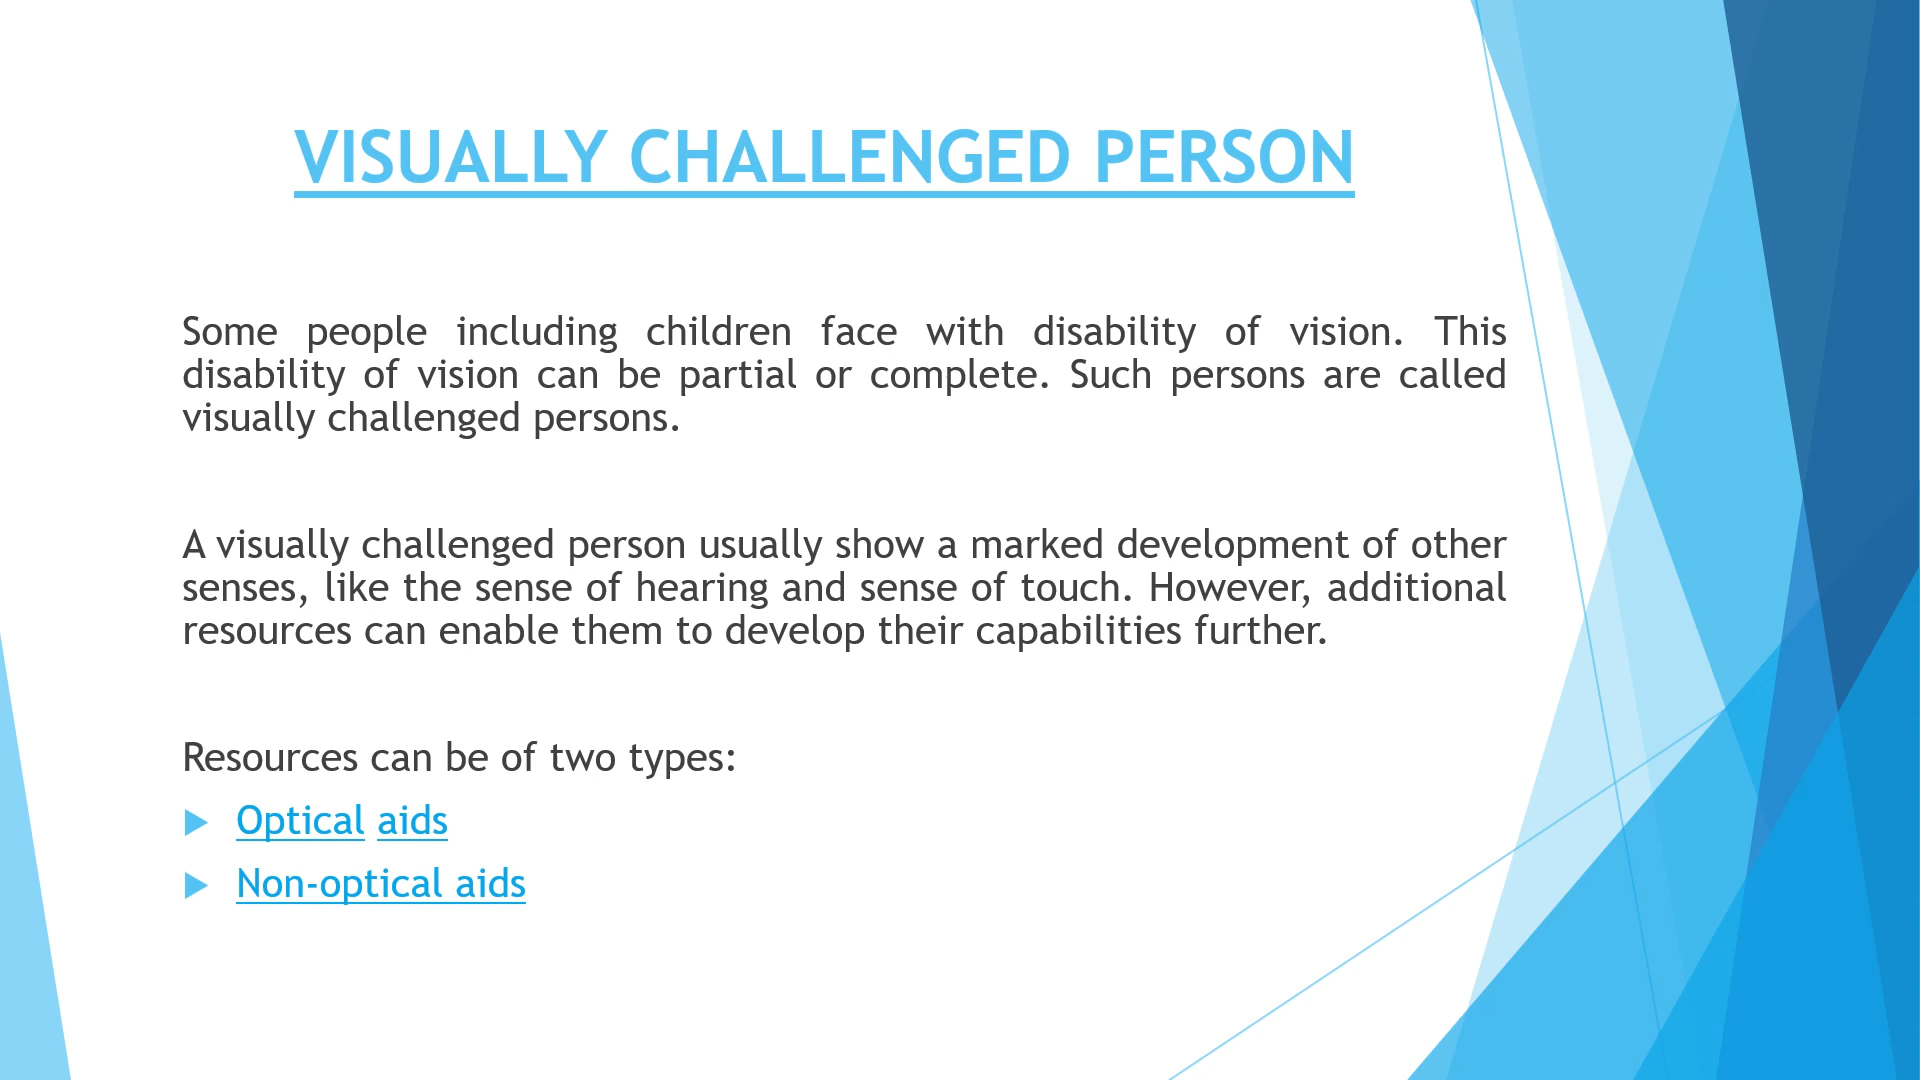 VISUALLY CHALLENGED PERSON
Some people including children face with disability of vision. This
disability of vision can be partial or complete. Such persons are called
visually challenged persons.
A visually challenged person usually show a marked development of other
senses, like the sense of hearing and sense of touch. However, additional
resources can enable them to develop their capabilities further.
Resources can be of two types:
Optical aids
Non-optical aids